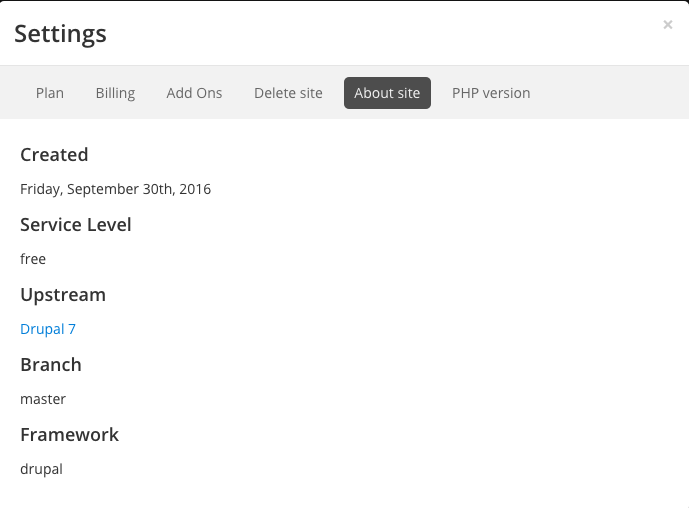 Settings
×
Plan Billing Add Ons Delete site About site PHP version
Created
Friday, September 30th, 2016
Service Level
free
Upstream
Drupal 7
Branch
master
Framework
drupal